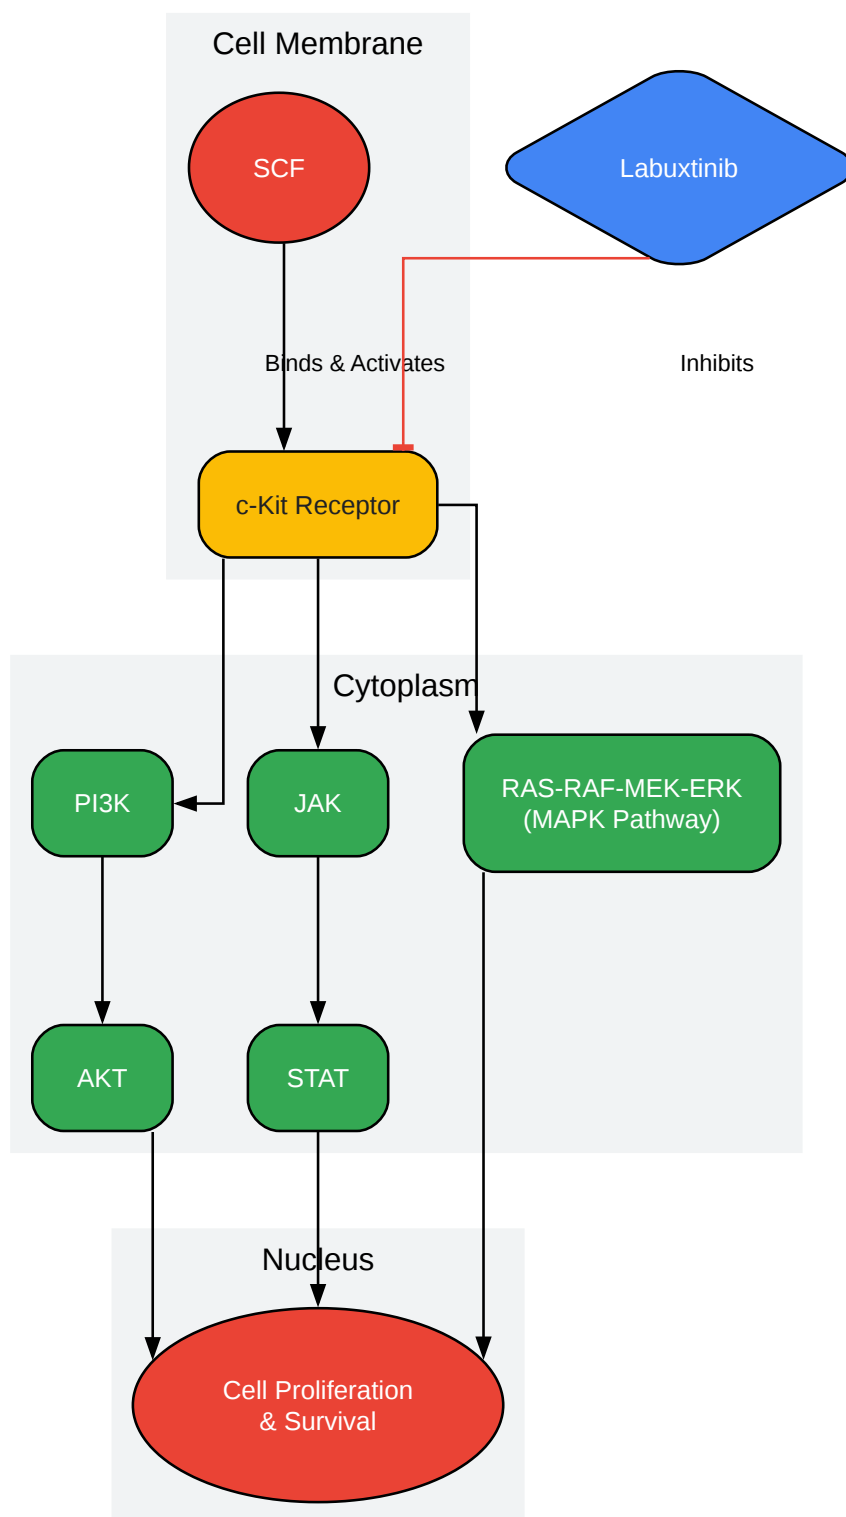 Cell Membrane
SCF
Labuxtinib
Binds & Activates
Inhibits
c-Kit Receptor
Cytoplasm
PI3K
JAK
RAS-RAF-MEK-ERK
(MAPK Pathway)
AKT
STAT
Nucleus
Cell Proliferation
& Survival